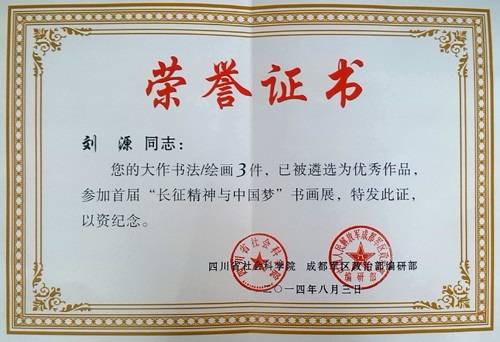 荣誉证书
刘 源 同志：
您的大作书法/绘画3件，已被遴选为优秀作品，
参加首届“长征精神与中国梦”书画展，特发此证，
以资纪念。
四川省社会科学院 成都军区政治部编研部
二〇一四年八月三日